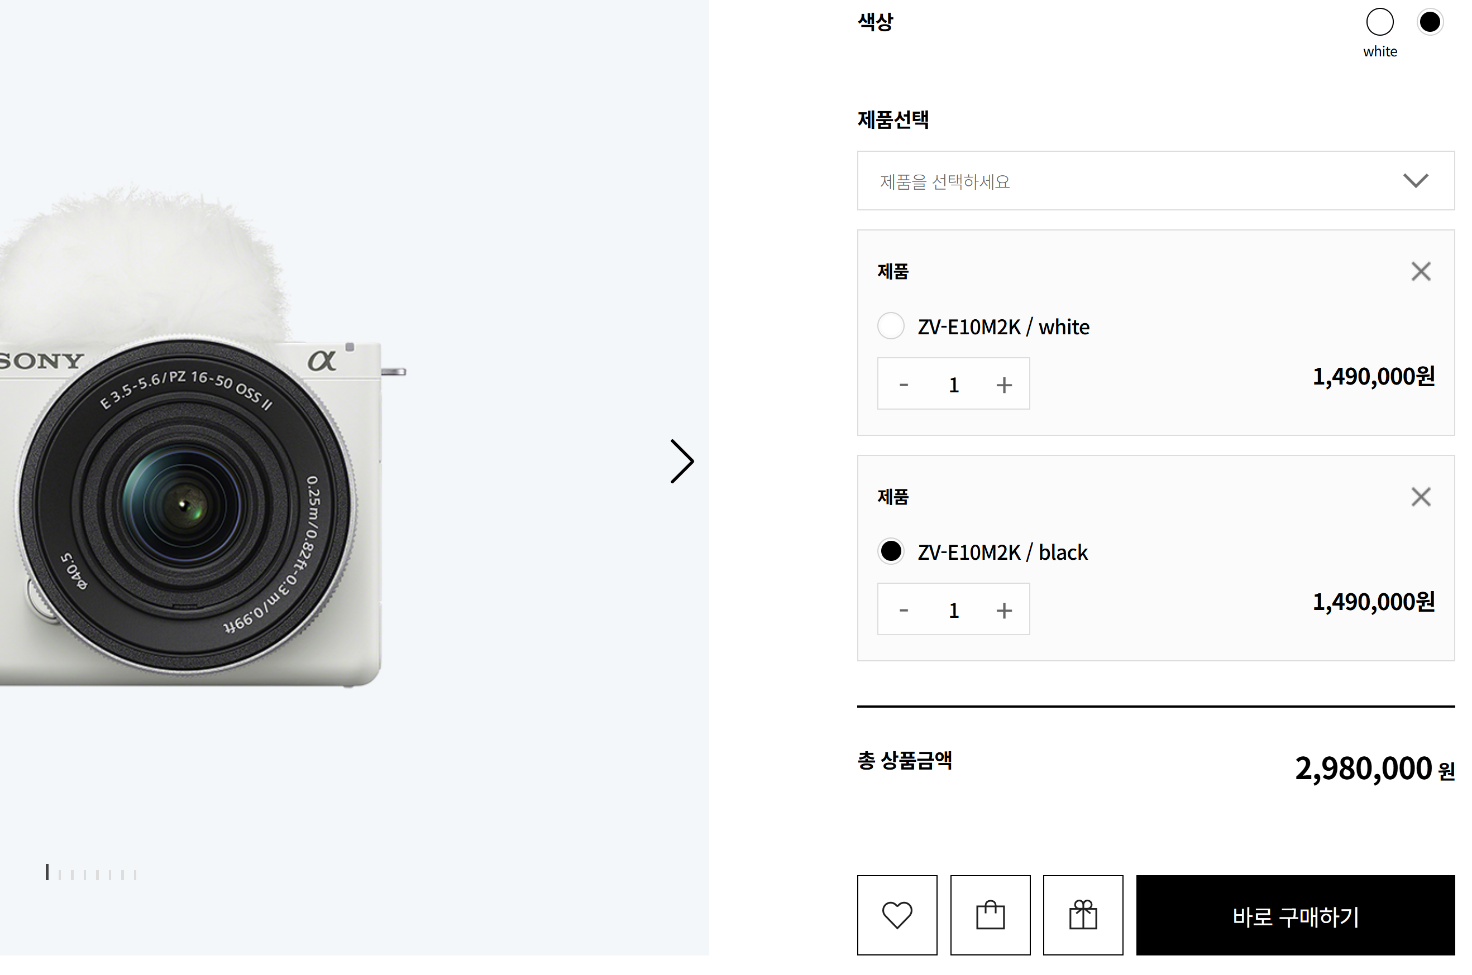 색상
white
제품선택
제품을 선택하세요
제품
ZV-E10M2K / white
- 1 +
1,490,000원
제품
ZV-E10M2K / black
- 1 +
1,490,000원
총 상품금액
2,980,000 원
바로 구매하기
SONY
α
E 3.5-5.6/PZ 16-50 OSS II
0.25m/0.82ft-0.3m/0.99ft
ø40.5